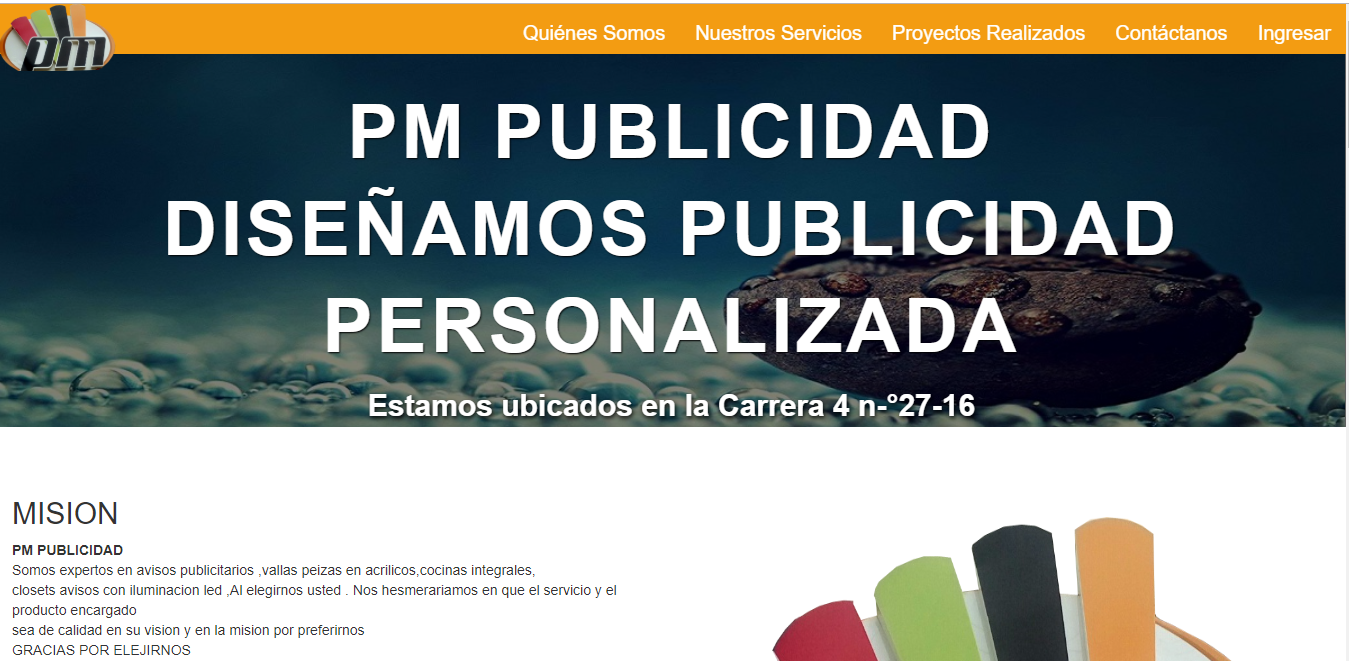 pm
Quiénes Somos Nuestros Servicios Proyectos Realizados Contáctanos Ingresar
PM PUBLICIDAD
DISEÑAMOS PUBLICIDAD
PERSONALIZADA
Estamos ubicados en la Carrera 4 n-°27-16
MISION
PM PUBLICIDAD
Somos expertos en avisos publicitarios ,vallas peizas en acrilicos,cocinas integrales,
closets avisos con iluminacion led ,Al elegirnos usted . Nos hesmerariamos en que el servicio y el
producto encargado
sea de calidad en su vision y en la mision por preferirnos
GRACIAS POR ELEJIRNOS